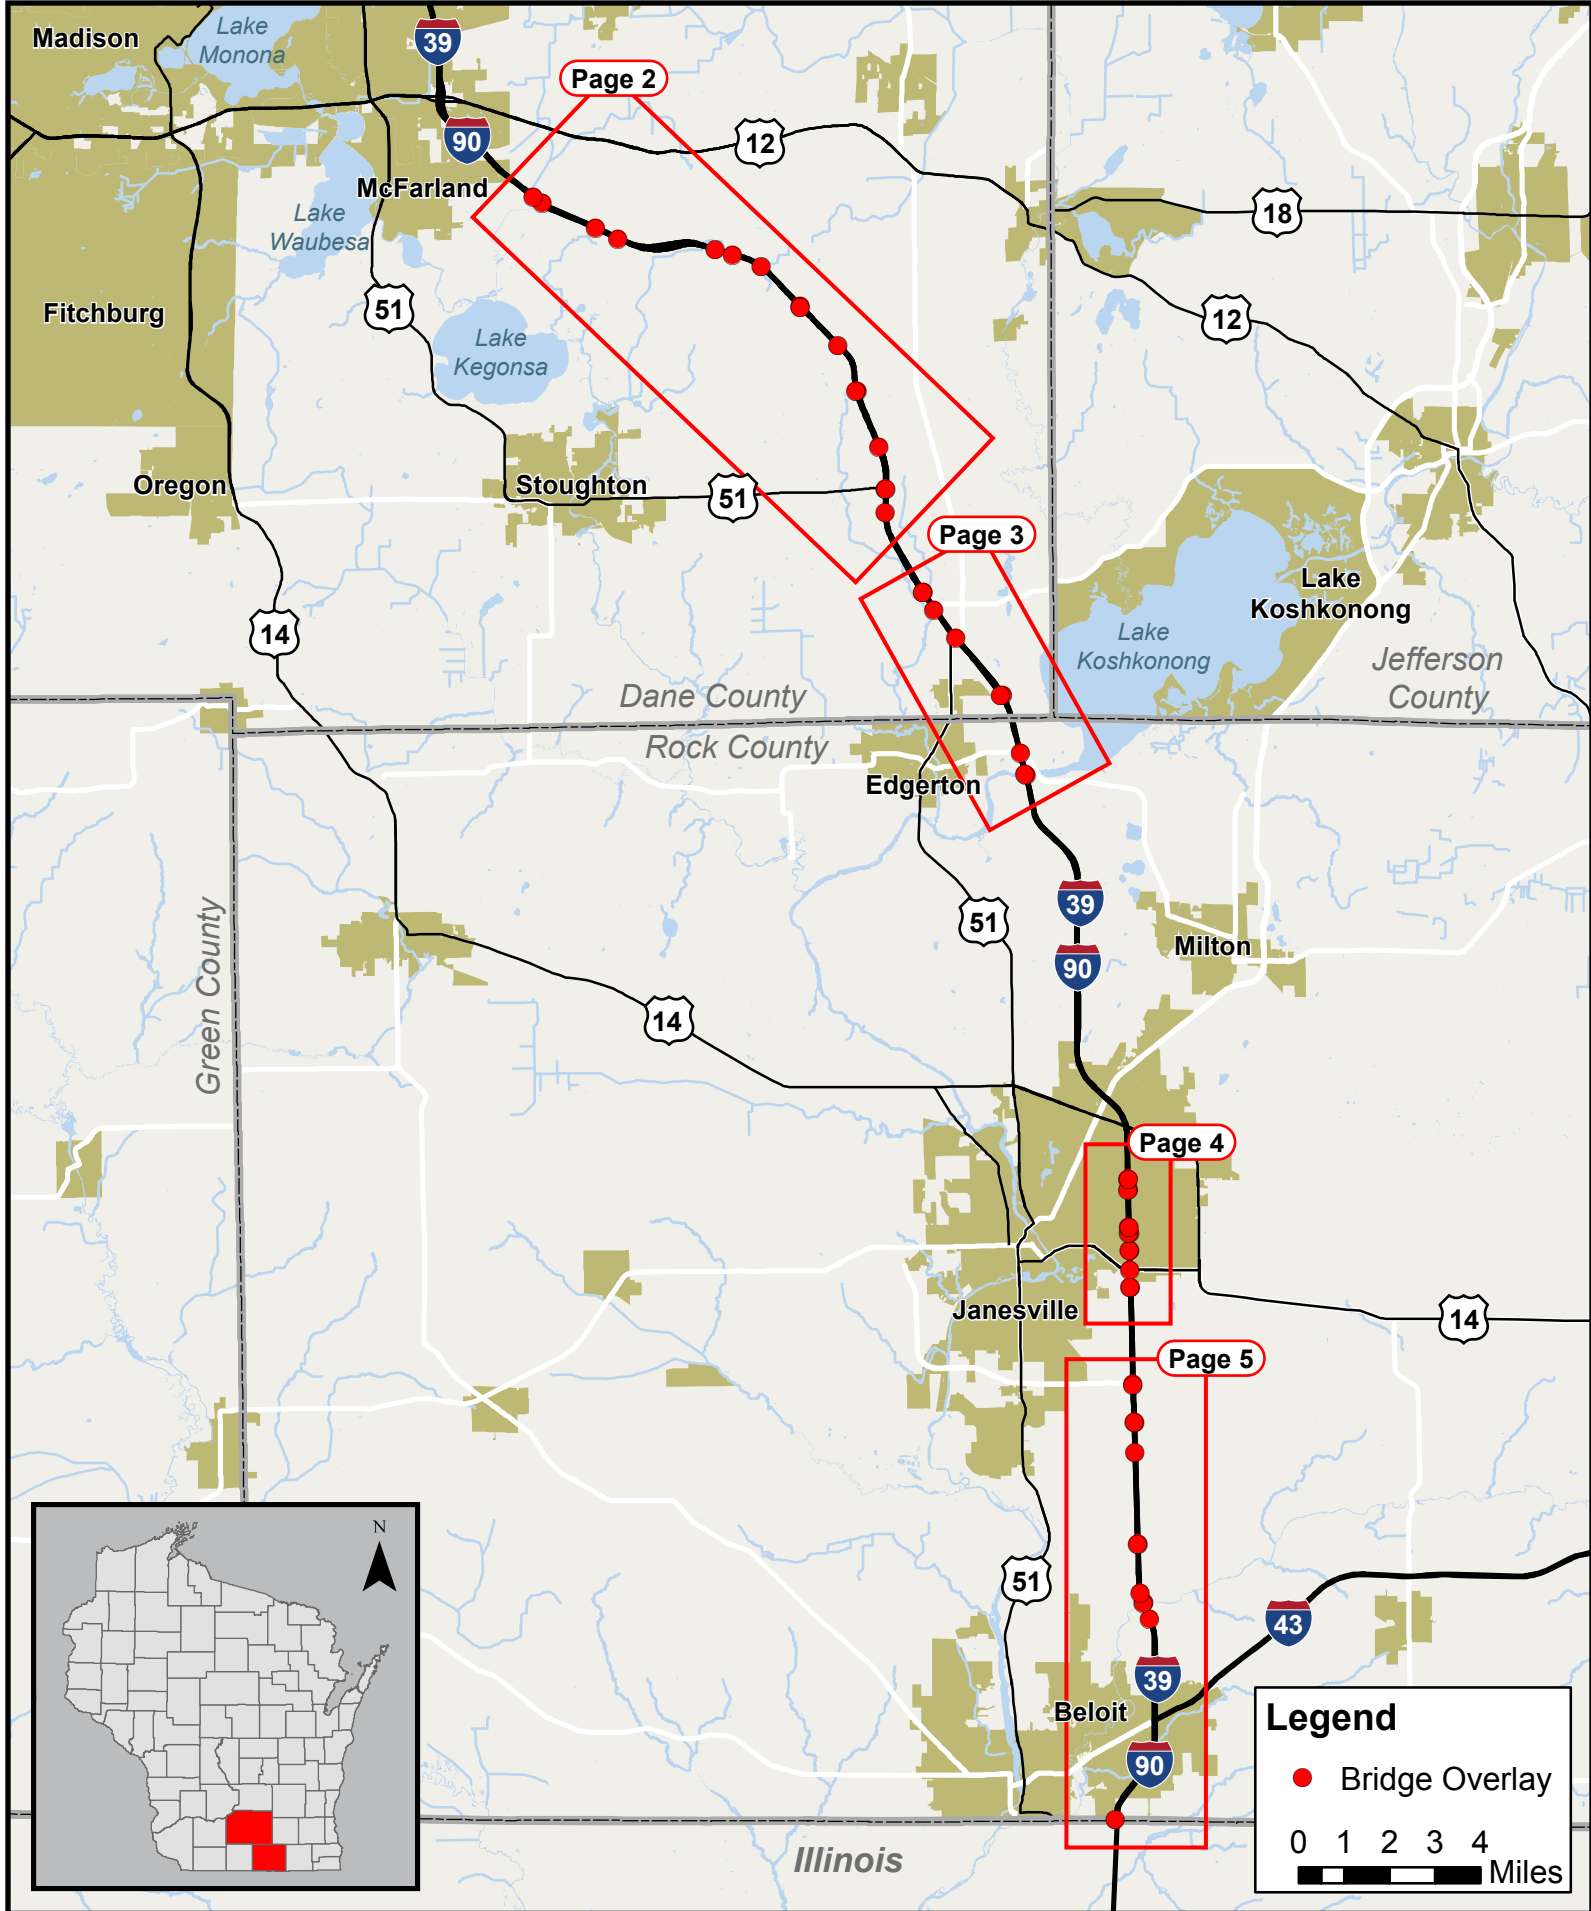 Madison
Lake
Monona
39
Page 2
90
12
McFarland
Lake
Waubesa
18
51
Fitchburg
12
Lake
Kegonsa
Oregon
Stoughton
51
Page 3
Lake
Koshkonong
14
Lake
Koshkonong
Jefferson
County
Dane County
Rock County
Edgerton
39
51
Green County
Milton
90
14
Page 4
Janesville
14
Page 5
N
51
43
39
Beloit
90
Illinois
Legend
Bridge Overlay
0 1 2 3 4
Miles